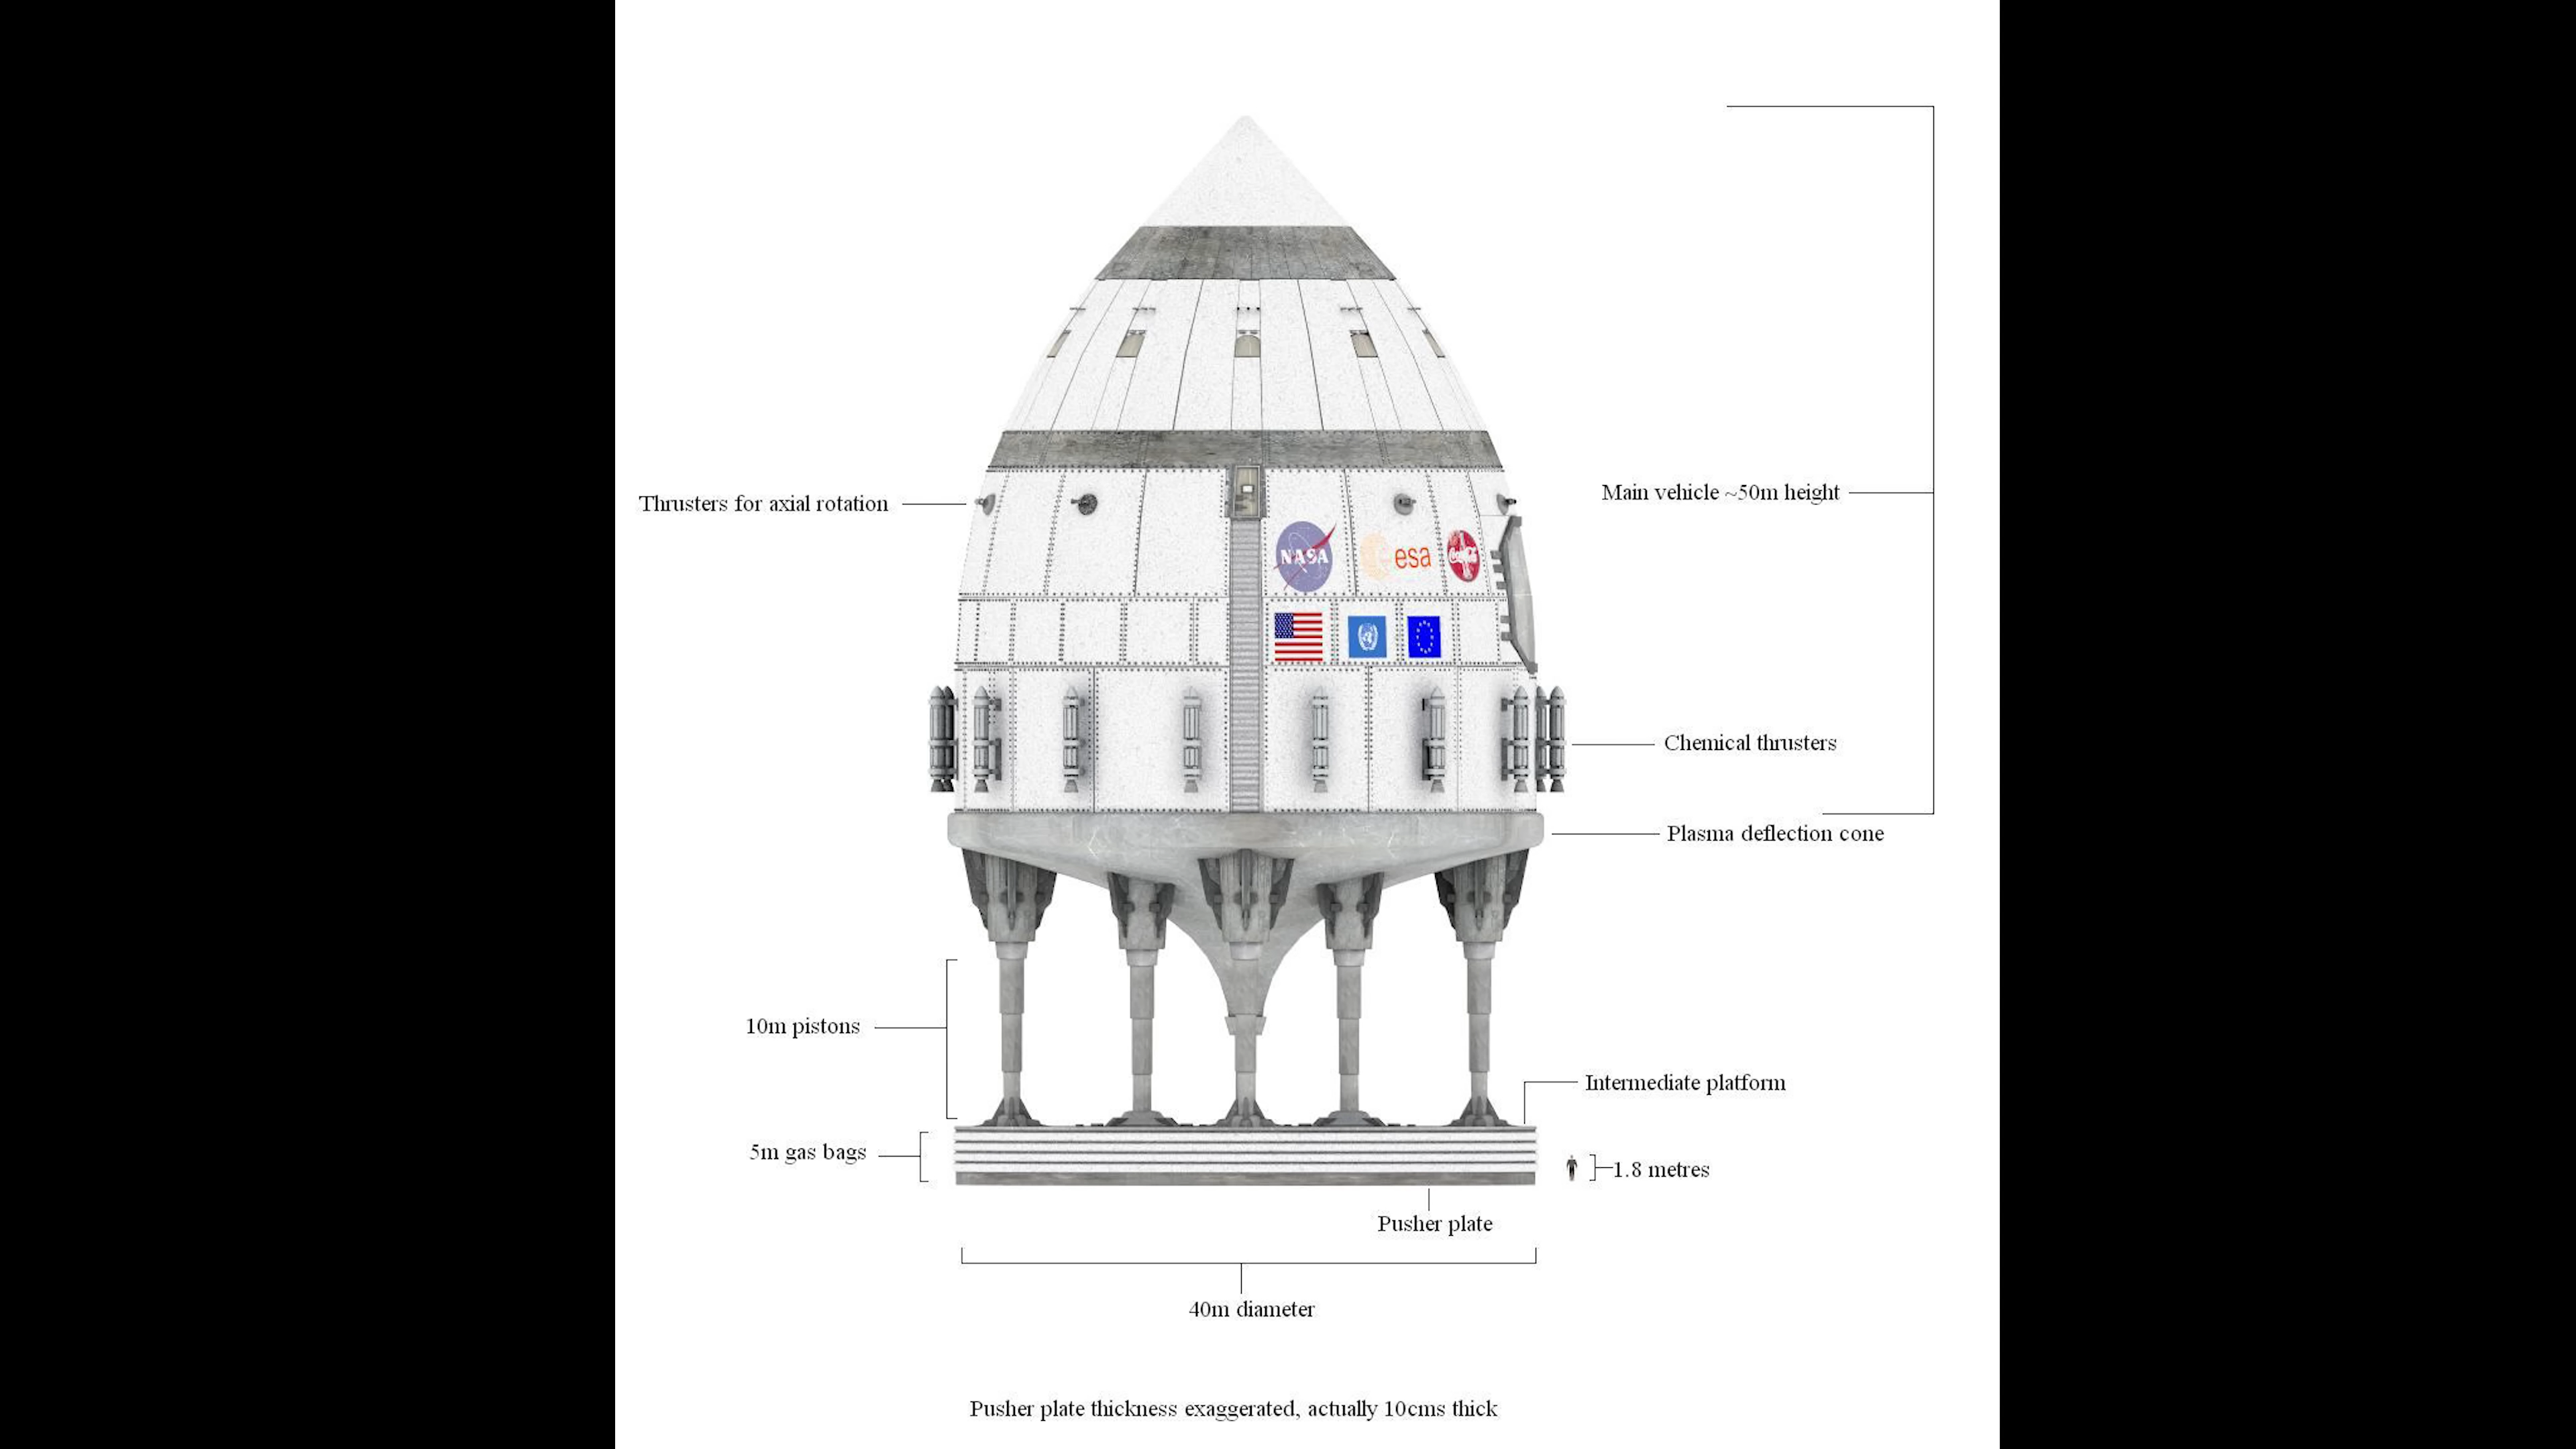 Thrusters for axial rotation
Main vehicle ~50m height
NASA
esa
Chemical thrusters
Plasma deflection cone
10m pistons
Intermediate platform
5m gas bags
1.8 metres
Pusher plate
40m diameter
Pusher plate thickness exaggerated, actually 10cms thick